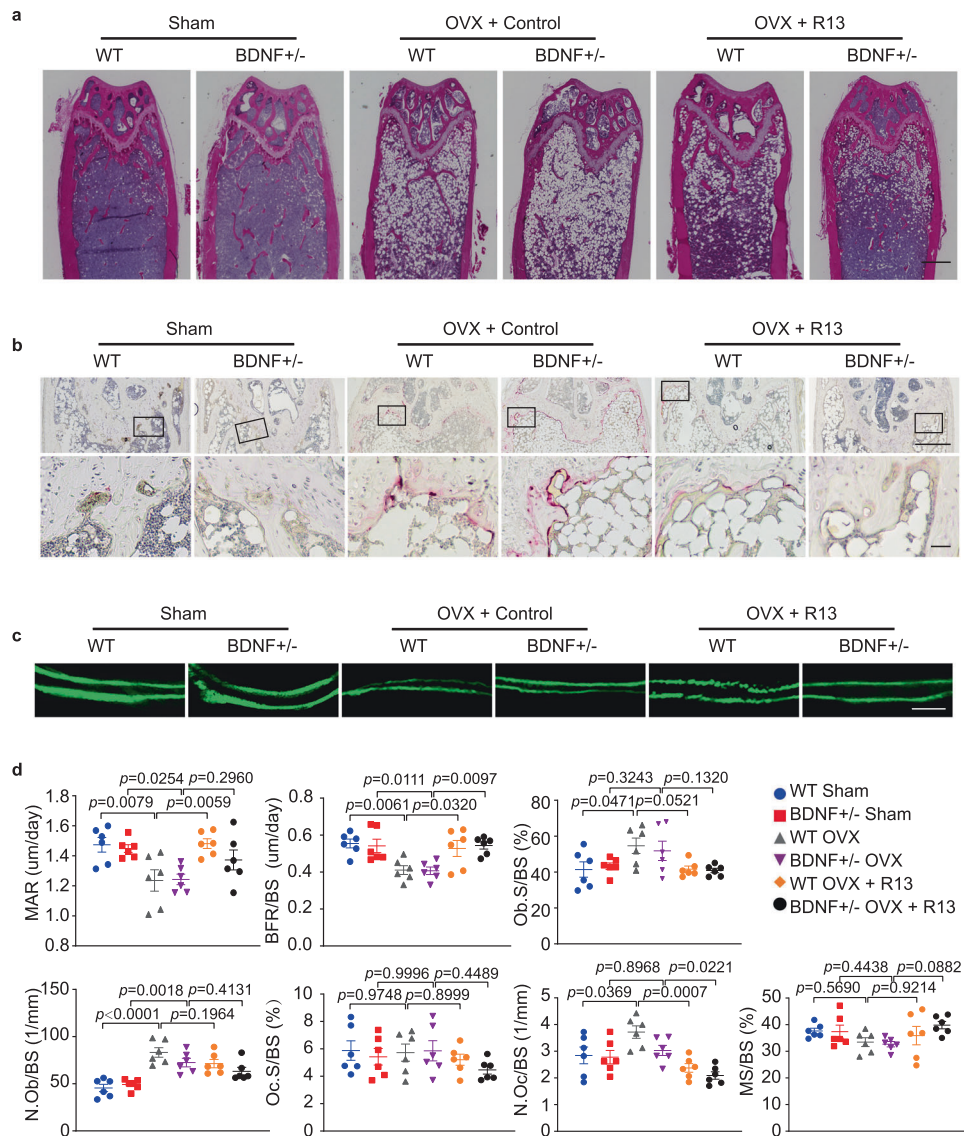 a
Sham OVX + Control OVX + R13
WT BDNF+/- WT BDNF+/- WT BDNF+/-
b
Sham OVX + Control OVX + R13
WT BDNF+/- WT BDNF+/- WT BDNF+/-
c
Sham OVX + Control OVX + R13
WT BDNF+/- WT BDNF+/- WT BDNF+/-
d
p=0.0254 p=0.2960
p=0.0079 p=0.0059
MAR (um/day)
1.8
1.6
1.4
1.2
1.0
0.8
p=0.0111 p=0.0097
p=0.0061 p=0.0320
BFR/BS (um/day)
0.8
0.6
0.4
0.2
0.0
p=0.3243 p=0.1320
p=0.0471 p=0.0521
Ob.S/BS (%)
80
60
40
20
0
WT Sham
BDNF+/- Sham
WT OVX
BDNF+/- OVX
WT OVX + R13
BDNF+/- OVX + R13
p=0.0018 p=0.4131
p<0.0001 p=0.1964
N.Ob/BS (1/mm)
150
100
50
0
p=0.9996 p=0.4489
p=0.9748 p=0.8999
Oc.S/BS (%)
10
8
6
4
2
0
p=0.8968 p=0.0221
p=0.0369 p=0.0007
N.Oc/BS (1/mm)
5
4
3
2
1
0
p=0.4438 p=0.0882
p=0.5690 p=0.9214
MS/BS (%)
50
40
30
20
10
0